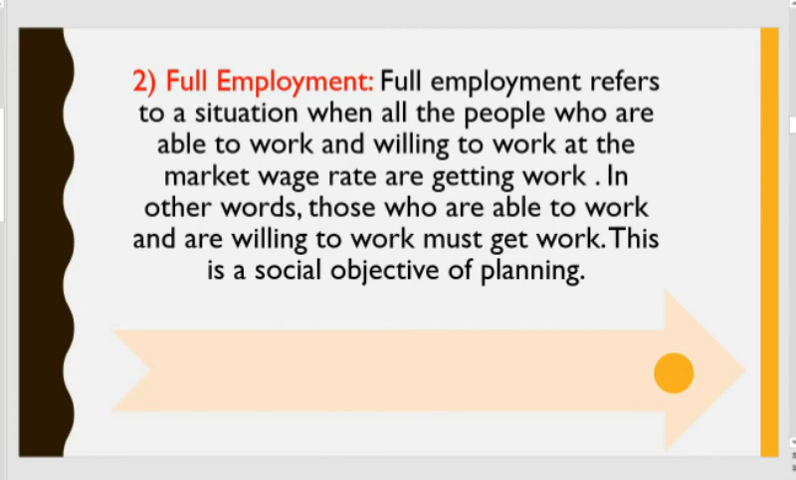 2) Full Employment: Full employment refers
to a situation when all the people who are
able to work and willing to work at the
market wage rate are getting work . In
other words, those who are able to work
and are willing to work must get work.This
is a social objective of planning.